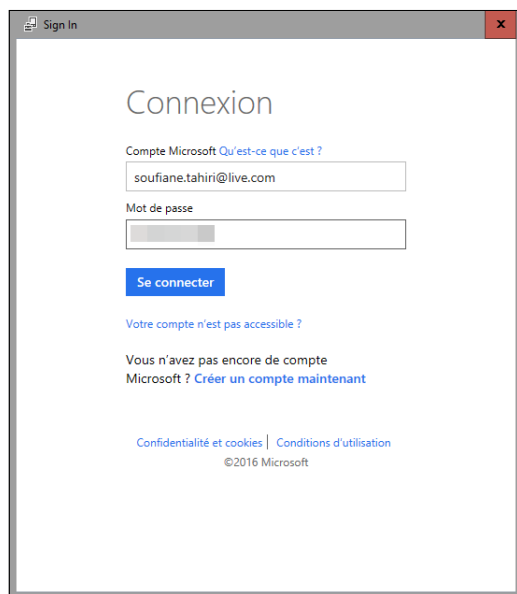 Sign In
x
Connexion
Compte Microsoft Qu'est-ce que c'est ?
soufiane.tahiri@live.com
Mot de passe
Se connecter
Votre compte n'est pas accessible ?
Vous n'avez pas encore de compte
Microsoft ? Créer un compte maintenant
Confidentialité et cookies | Conditions d'utilisation
©2016 Microsoft